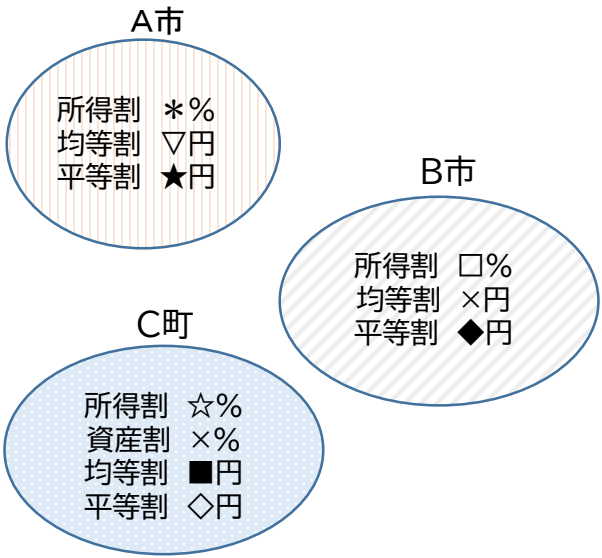 A市
所得割 ＊%
均等割 ▽円
平等割 ★円
B市
所得割 □%
均等割 ×円
平等割 ◆円
C町
所得割 ☆%
資産割 ×%
均等割 ■円
平等割 ◇円